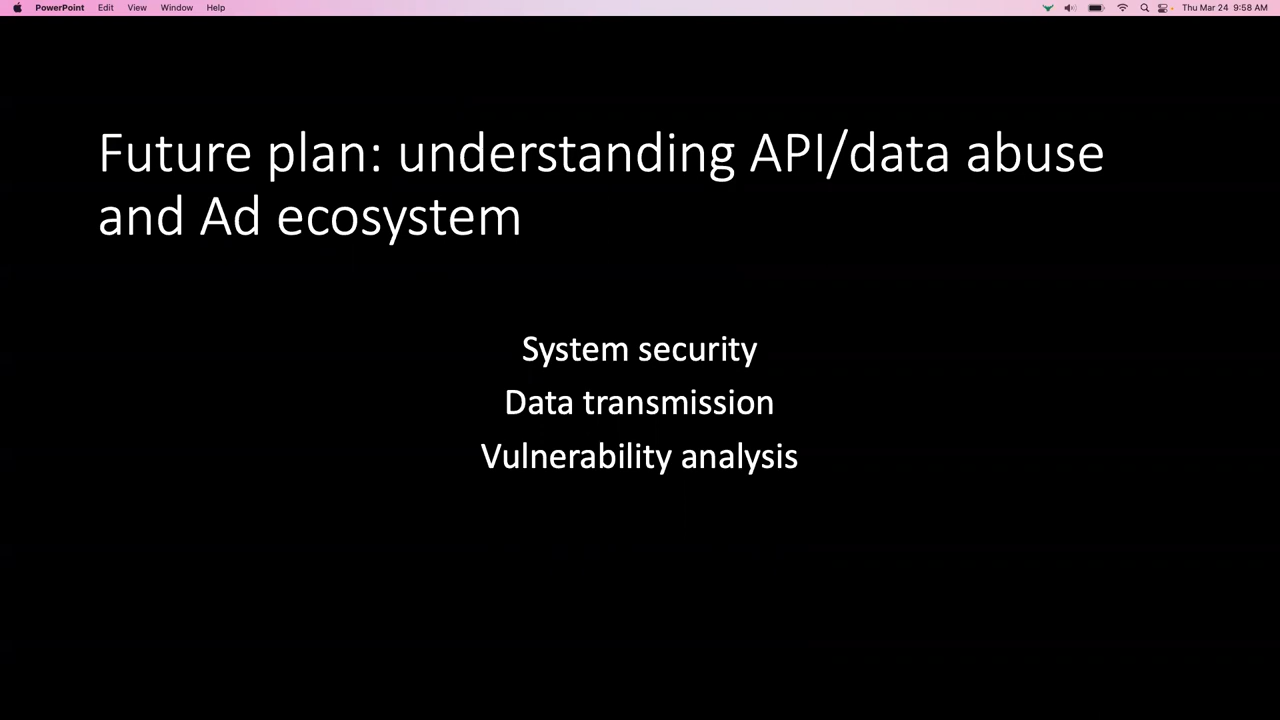 PowerPoint Edit View Window Help Thu Mar 24 9:58 AM
Future plan: understanding API/data abuse
and Ad ecosystem
System security
Data transmission
Vulnerability analysis